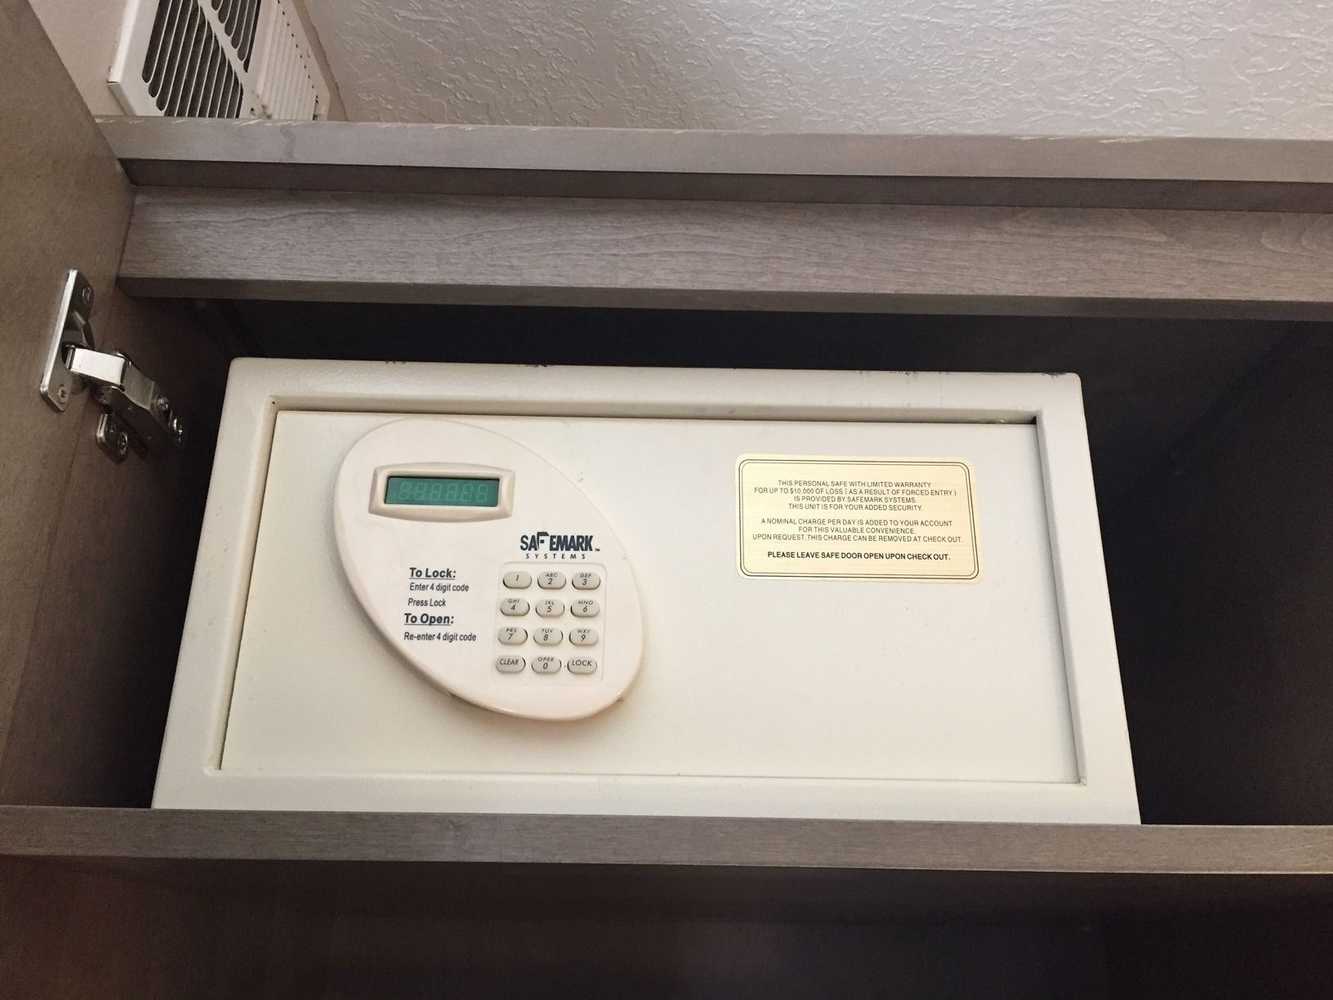 SAFEMARK™
SYSTEMS
To Lock:
Enter 4 digit code
Press Lock
To Open:
Re-enter 4 digit code
1 ABC 2 DEF 3
GHI 4 JKL 5 MNO 6
PRS 7 TUV 8 WXY 9
CLEAR OPER 0 LOCK
THIS PERSONAL SAFE WITH LIMITED WARRANTY
FOR UP TO $10,000 OF LOSS (AS A RESULT OF FORCED ENTRY)
IS PROVIDED BY SAFEMARK SYSTEMS.
THIS UNIT IS FOR YOUR ADDED SECURITY.
A NOMINAL CHARGE PER DAY IS ADDED TO YOUR ACCOUNT
FOR THIS VALUABLE CONVENIENCE.
UPON REQUEST, THIS CHARGE CAN BE REMOVED AT CHECK OUT.
PLEASE LEAVE SAFE DOOR OPEN UPON CHECK OUT.